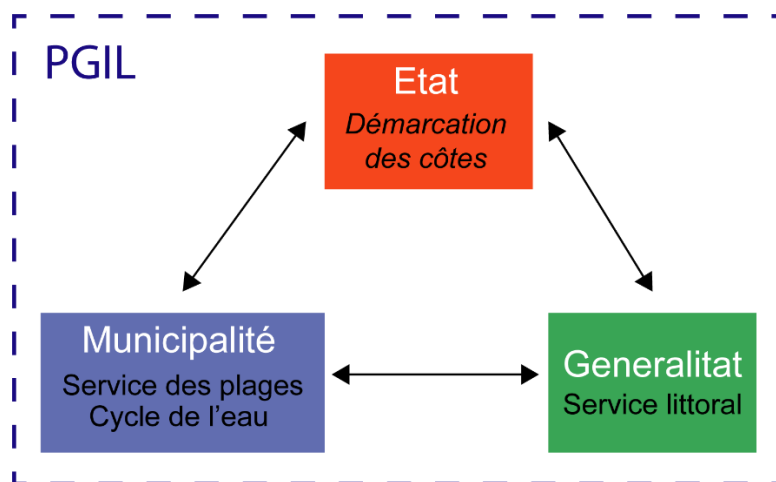 PGIL
Etat
Démarcation
des côtes
Municipalité
Service des plages
Cycle de l'eau
Generalitat
Service littoral